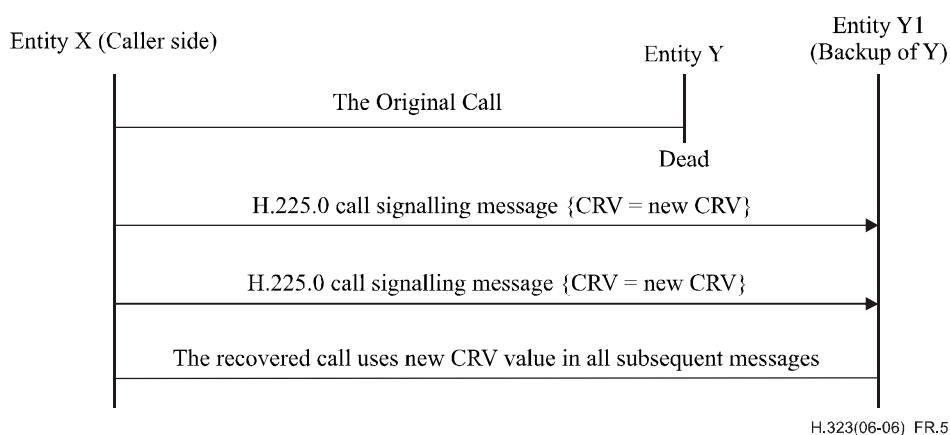 Entity X (Caller side)
Entity Y
Entity Y1
(Backup of Y)
The Original Call
Dead
H.225.0 call signalling message {CRV = new CRV}
H.225.0 call signalling message {CRV = new CRV}
The recovered call uses new CRV value in all subsequent messages
H.323(06-06)_FR.5